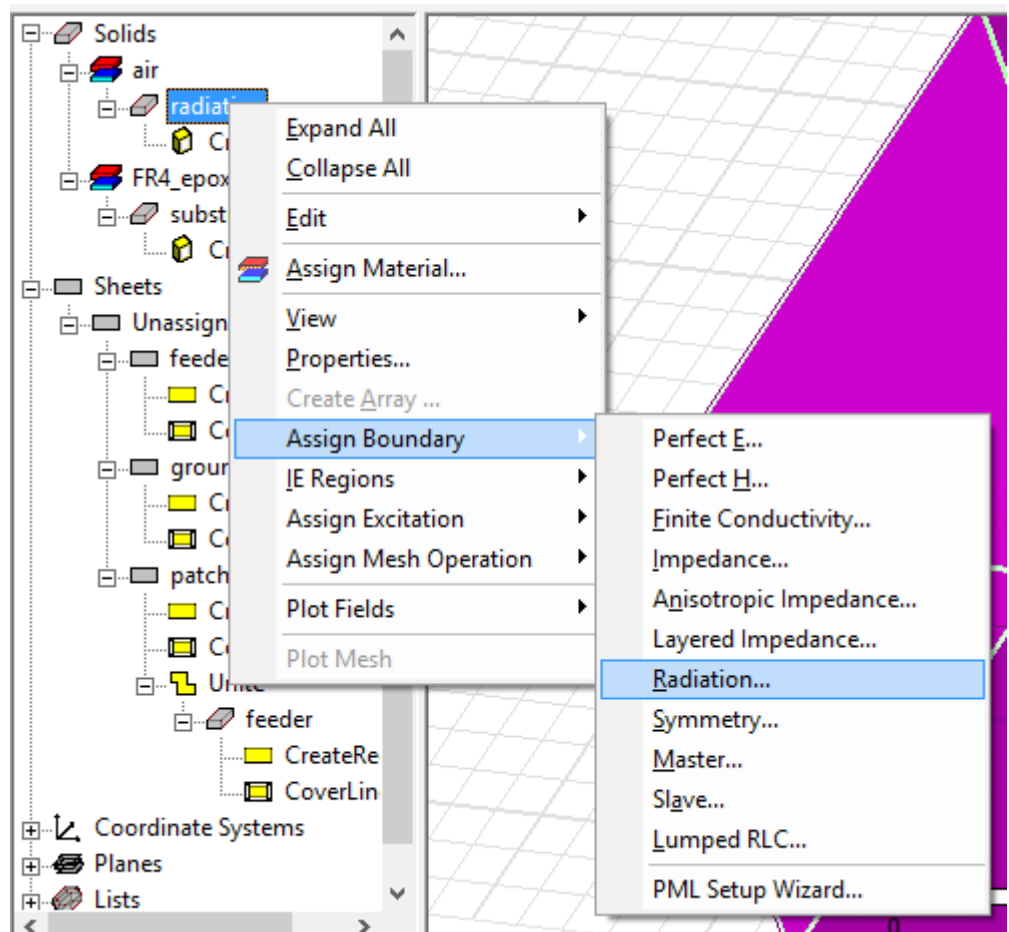 Solids
air
radiati
Cr
FR4_epox
subst
Cr
Sheets
Unassign
feede
Cr
Co
groun
Cr
Co
patch
Cr
Co
Unite
feeder
CreateRe
CoverLin
Coordinate Systems
Planes
Lists
Expand All
Collapse All
Edit
Assign Material...
View
Properties...
Create Array ...
Assign Boundary
IE Regions
Assign Excitation
Assign Mesh Operation
Plot Fields
Plot Mesh
Perfect E...
Perfect H...
Finite Conductivity...
Impedance...
Anisotropic Impedance...
Layered Impedance...
Radiation...
Symmetry...
Master...
Slave...
Lumped RLC...
PML Setup Wizard...
0